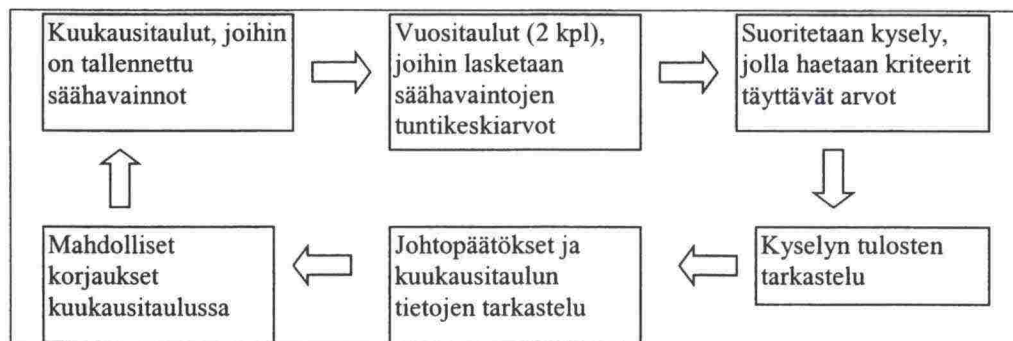 Kuukausitaulut, joihin
on tallennettu
säähavainnot
Vuositaulut (2 kpl),
joihin lasketaan
säähavaintojen
tuntikeskiarvot
Suoritetaan kysely,
jolla haetaan kriteerit
täyttävät arvot
Kyselyn tulosten
tarkastelu
Johtopäätökset ja
kuukausitaulun
tietojen tarkastelu
Mahdolliset
korjaukset
kuukausitaulussa